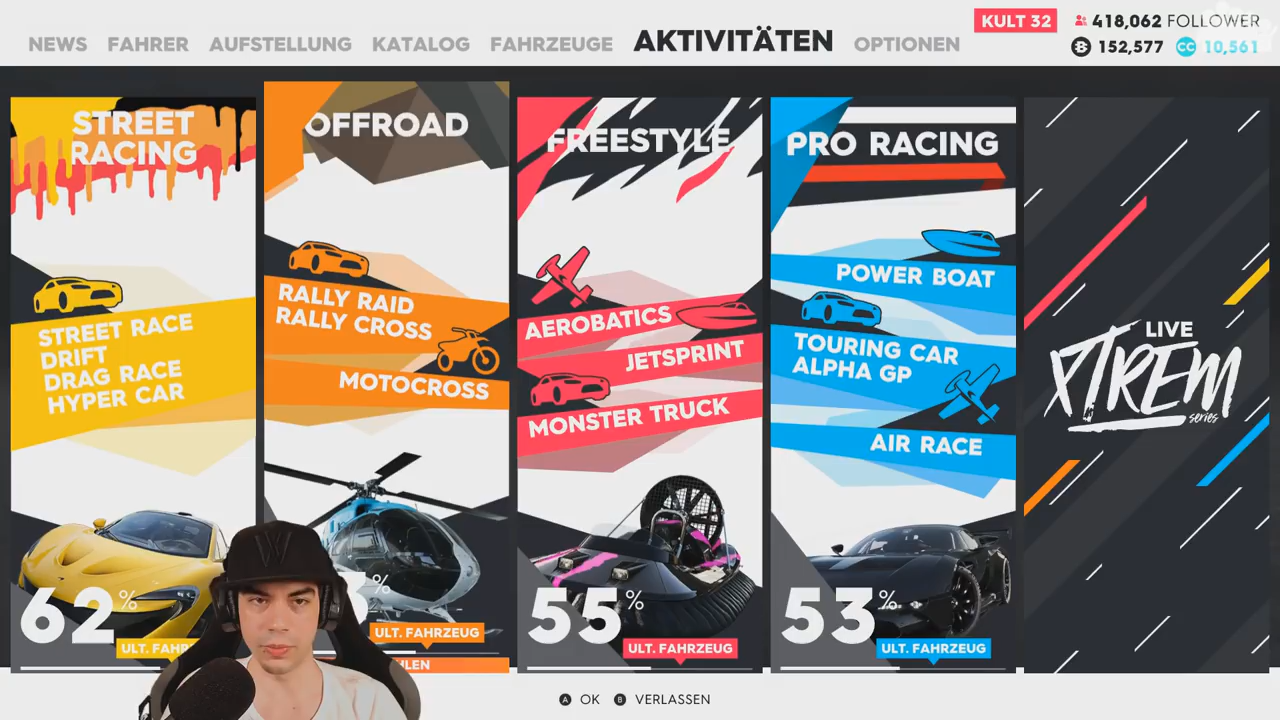 NEWS FAHRER AUFSTELLUNG KATALOG FAHRZEUGE AKTIVITÄTEN OPTIONEN
KULT 32 418,062 FOLLOWER
152,577 CC 10,561
STREET
RACING
STREET RACE
DRIFT
DRAG RACE
HYPER CAR
62%
ULT.
OFFROAD
RALLY RAID
RALLY CROSS
MOTOCROSS
%
ULT. FAHRZEUG
FREESTYLE
AEROBATICS
JETSPRINT
MONSTER TRUCK
55%
ULT. FAHRZEUG
PRO RACING
POWER BOAT
TOURING CAR
ALPHA GP
AIR RACE
53%
ULT. FAHRZEUG
LIVE
XTREM
series
W
A OK B VERLASSEN